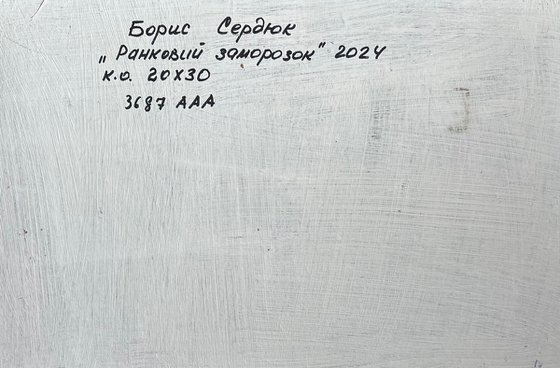 Борис Сердюк
„Ранковий заморозок" 2024
к.о. 20х30
3687 ААА